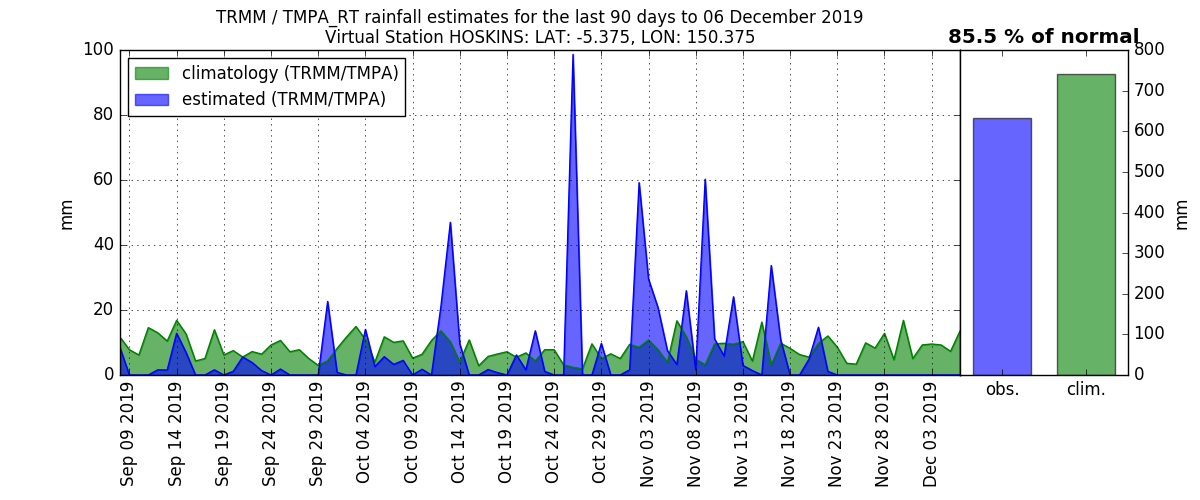 TRMM / TMPA_RT rainfall estimates for the last 90 days to 06 December 2019
Virtual Station HOSKINS: LAT: -5.375, LON: 150.375
85.5 % of normal
climatology (TRMM/TMPA)
estimated (TRMM/TMPA)
100
80
60
40
20
0
mm
Sep 09 2019
Sep 14 2019
Sep 19 2019
Sep 24 2019
Sep 29 2019
Oct 04 2019
Oct 09 2019
Oct 14 2019
Oct 19 2019
Oct 24 2019
Oct 29 2019
Nov 03 2019
Nov 08 2019
Nov 13 2019
Nov 18 2019
Nov 23 2019
Nov 28 2019
Dec 03 2019
obs.
clim.
800
700
600
500
400
300
200
100
0
mm